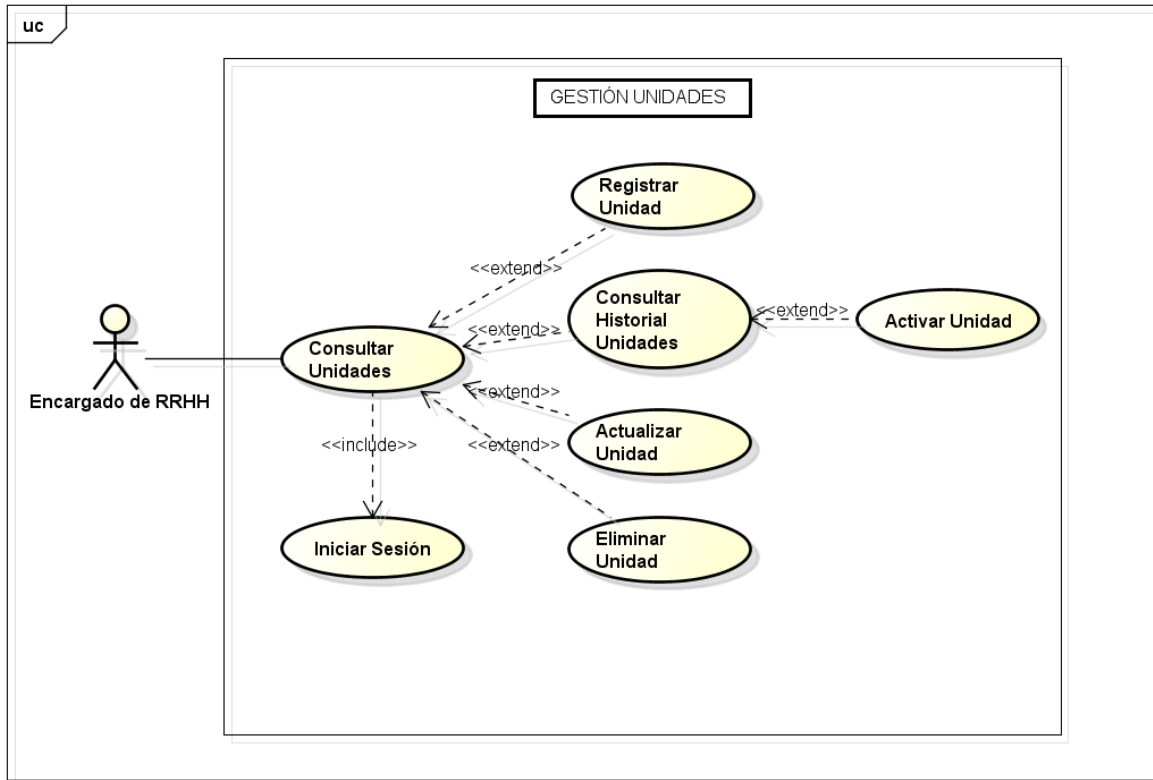 uc
GESTIÓN UNIDADES
Registrar
Unidad
<<extend>>
Consultar
Historial
Unidades
<<extend>>
Activar Unidad
<<extend>>
Consultar
Unidades
Encargado de RRHH
<<extend>>
Actualizar
Unidad
<<include>>
<<extend>>
Iniciar Sesión
Eliminar
Unidad